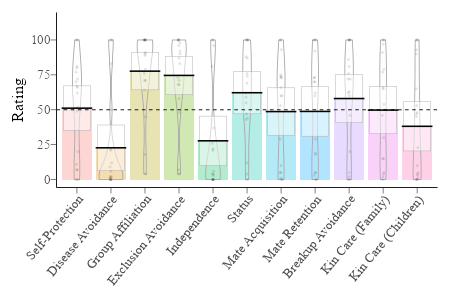 Rating
100
75
50
25
0
Self-Protection
Disease Avoidance
Group Affiliation
Exclusion Avoidance
Independence
Status
Mate Acquisition
Mate Retention
Breakup Avoidance
Kin Care (Family)
Kin Care (Children)